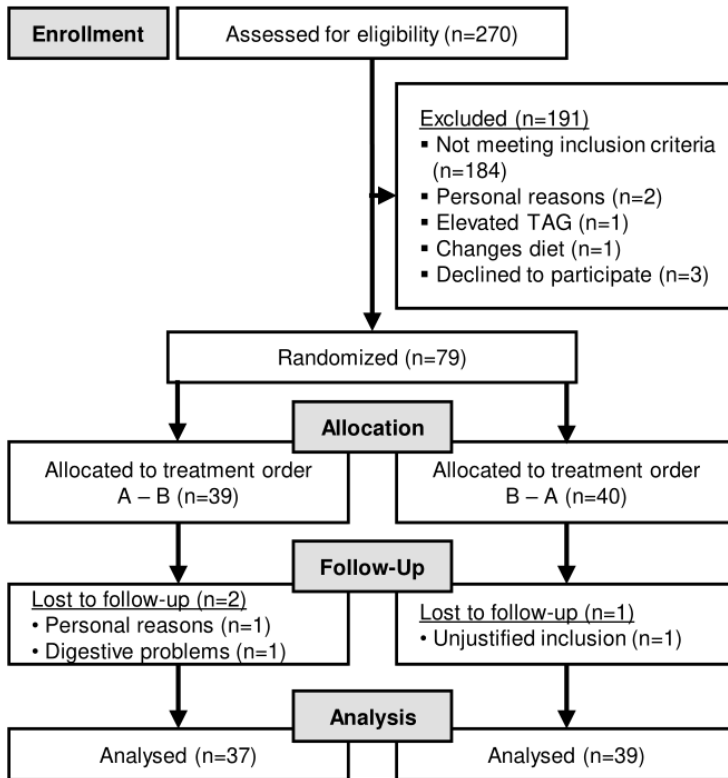 Enrollment
Assessed for eligibility (n=270)
Excluded (n=191)
▪ Not meeting inclusion criteria
(n=184)
▪ Personal reasons (n=2)
▪ Elevated TAG (n=1)
▪ Changes diet (n=1)
▪ Declined to participate (n=3)
Randomized (n=79)
Allocation
Allocated to treatment order
A – B (n=39)
Allocated to treatment order
B – A (n=40)
Follow-Up
Lost to follow-up (n=2)
• Personal reasons (n=1)
• Digestive problems (n=1)
Lost to follow-up (n=1)
• Unjustified inclusion (n=1)
Analysis
Analysed (n=37)
Analysed (n=39)